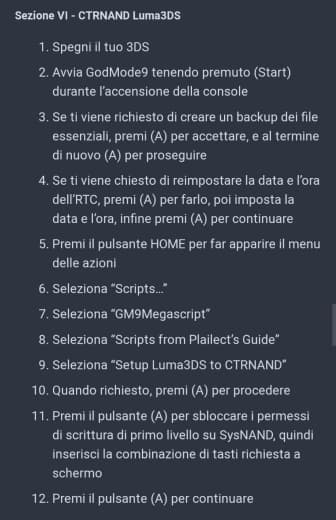 Sezione VI - CTRNAND Luma3DS
1. Spegni il tuo 3DS
2. Avvia GodMode9 tenendo premuto (Start)
durante l'accensione della console
3. Se ti viene richiesto di creare un backup dei file
essenziali, premi (A) per accettare, e al termine
di nuovo (A) per proseguire
4. Se ti viene chiesto di reimpostare la data e l'ora
dell'RTC, premi (A) per farlo, poi imposta la
data e l'ora, infine premi (A) per continuare
5. Premi il pulsante HOME per far apparire il menu
delle azioni
6. Seleziona "Scripts..."
7. Seleziona "GM9Megascript"
8. Seleziona "Scripts from Plailect's Guide"
9. Seleziona "Setup Luma3DS to CTRNAND"
10. Quando richiesto, premi (A) per procedere
11. Premi il pulsante (A) per sbloccare i permessi
di scrittura di primo livello su SysNAND, quindi
inserisci la combinazione di tasti richiesta a
schermo
12. Premi il pulsante (A) per continuare